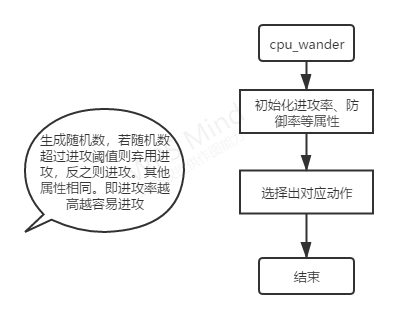 cpu_wander
初始化进攻率、防
御率等属性
生成随机数，若随机数
超过进攻阈值则弃用进
攻，反之则进攻。其他
属性相同。即进攻率越
高越容易进攻
选择出对应动作
结束